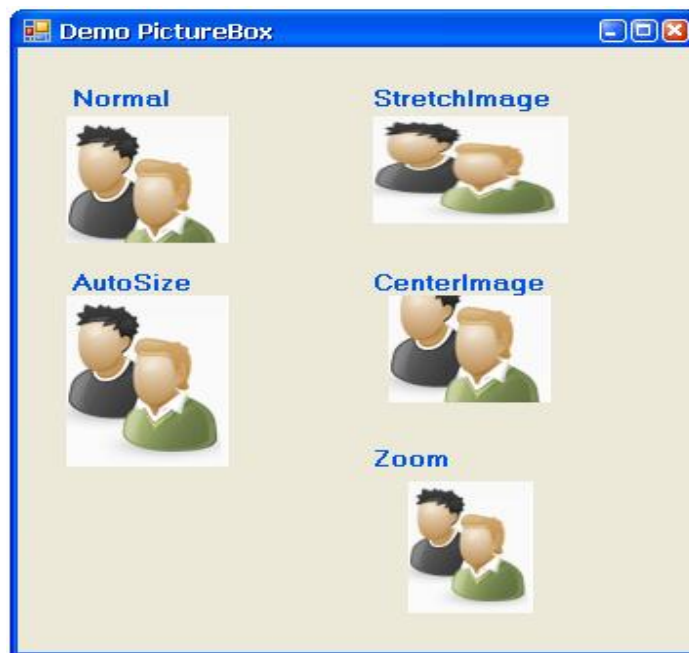 Demo PictureBox
Normal
StretchImage
AutoSize
CenterImage
Zoom